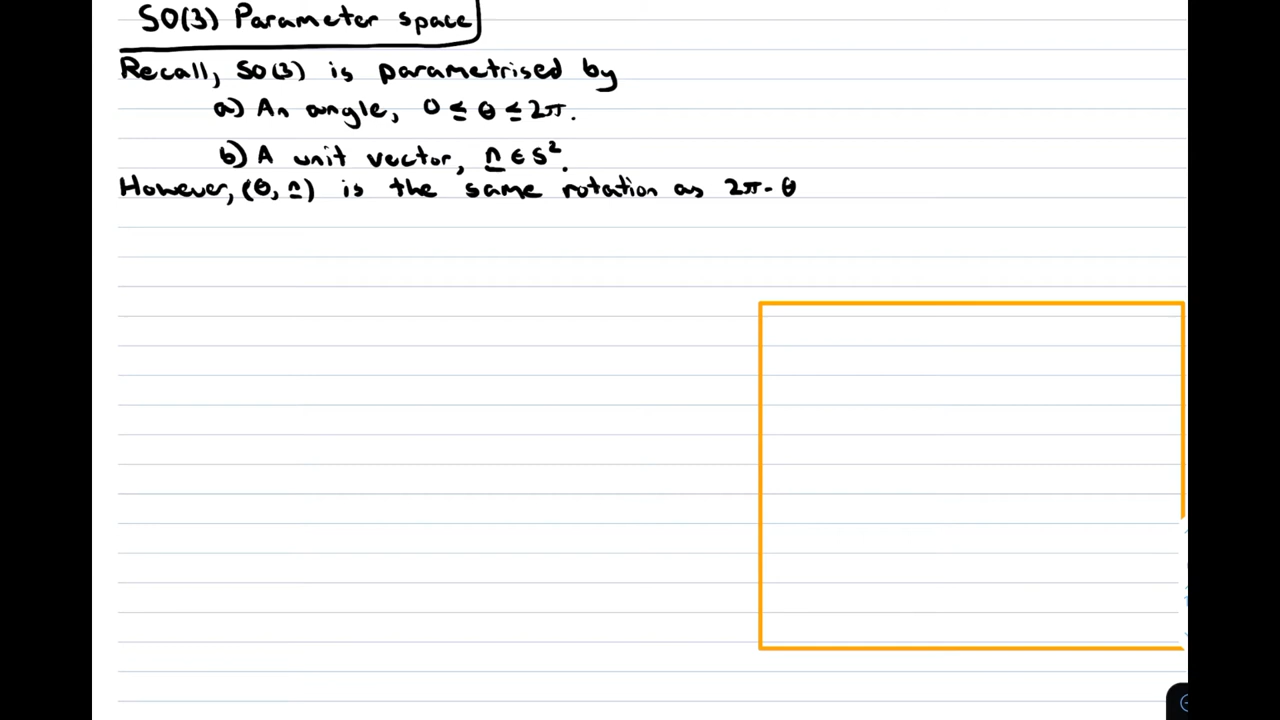 SO(3) Parameter space
Recall, SO(3) is parametrised by
a) An angle, 0 ≤ θ ≤ 2π.
b) A unit vector, n ∈ S².
However, (θ, n) is the same rotation as 2π - θ